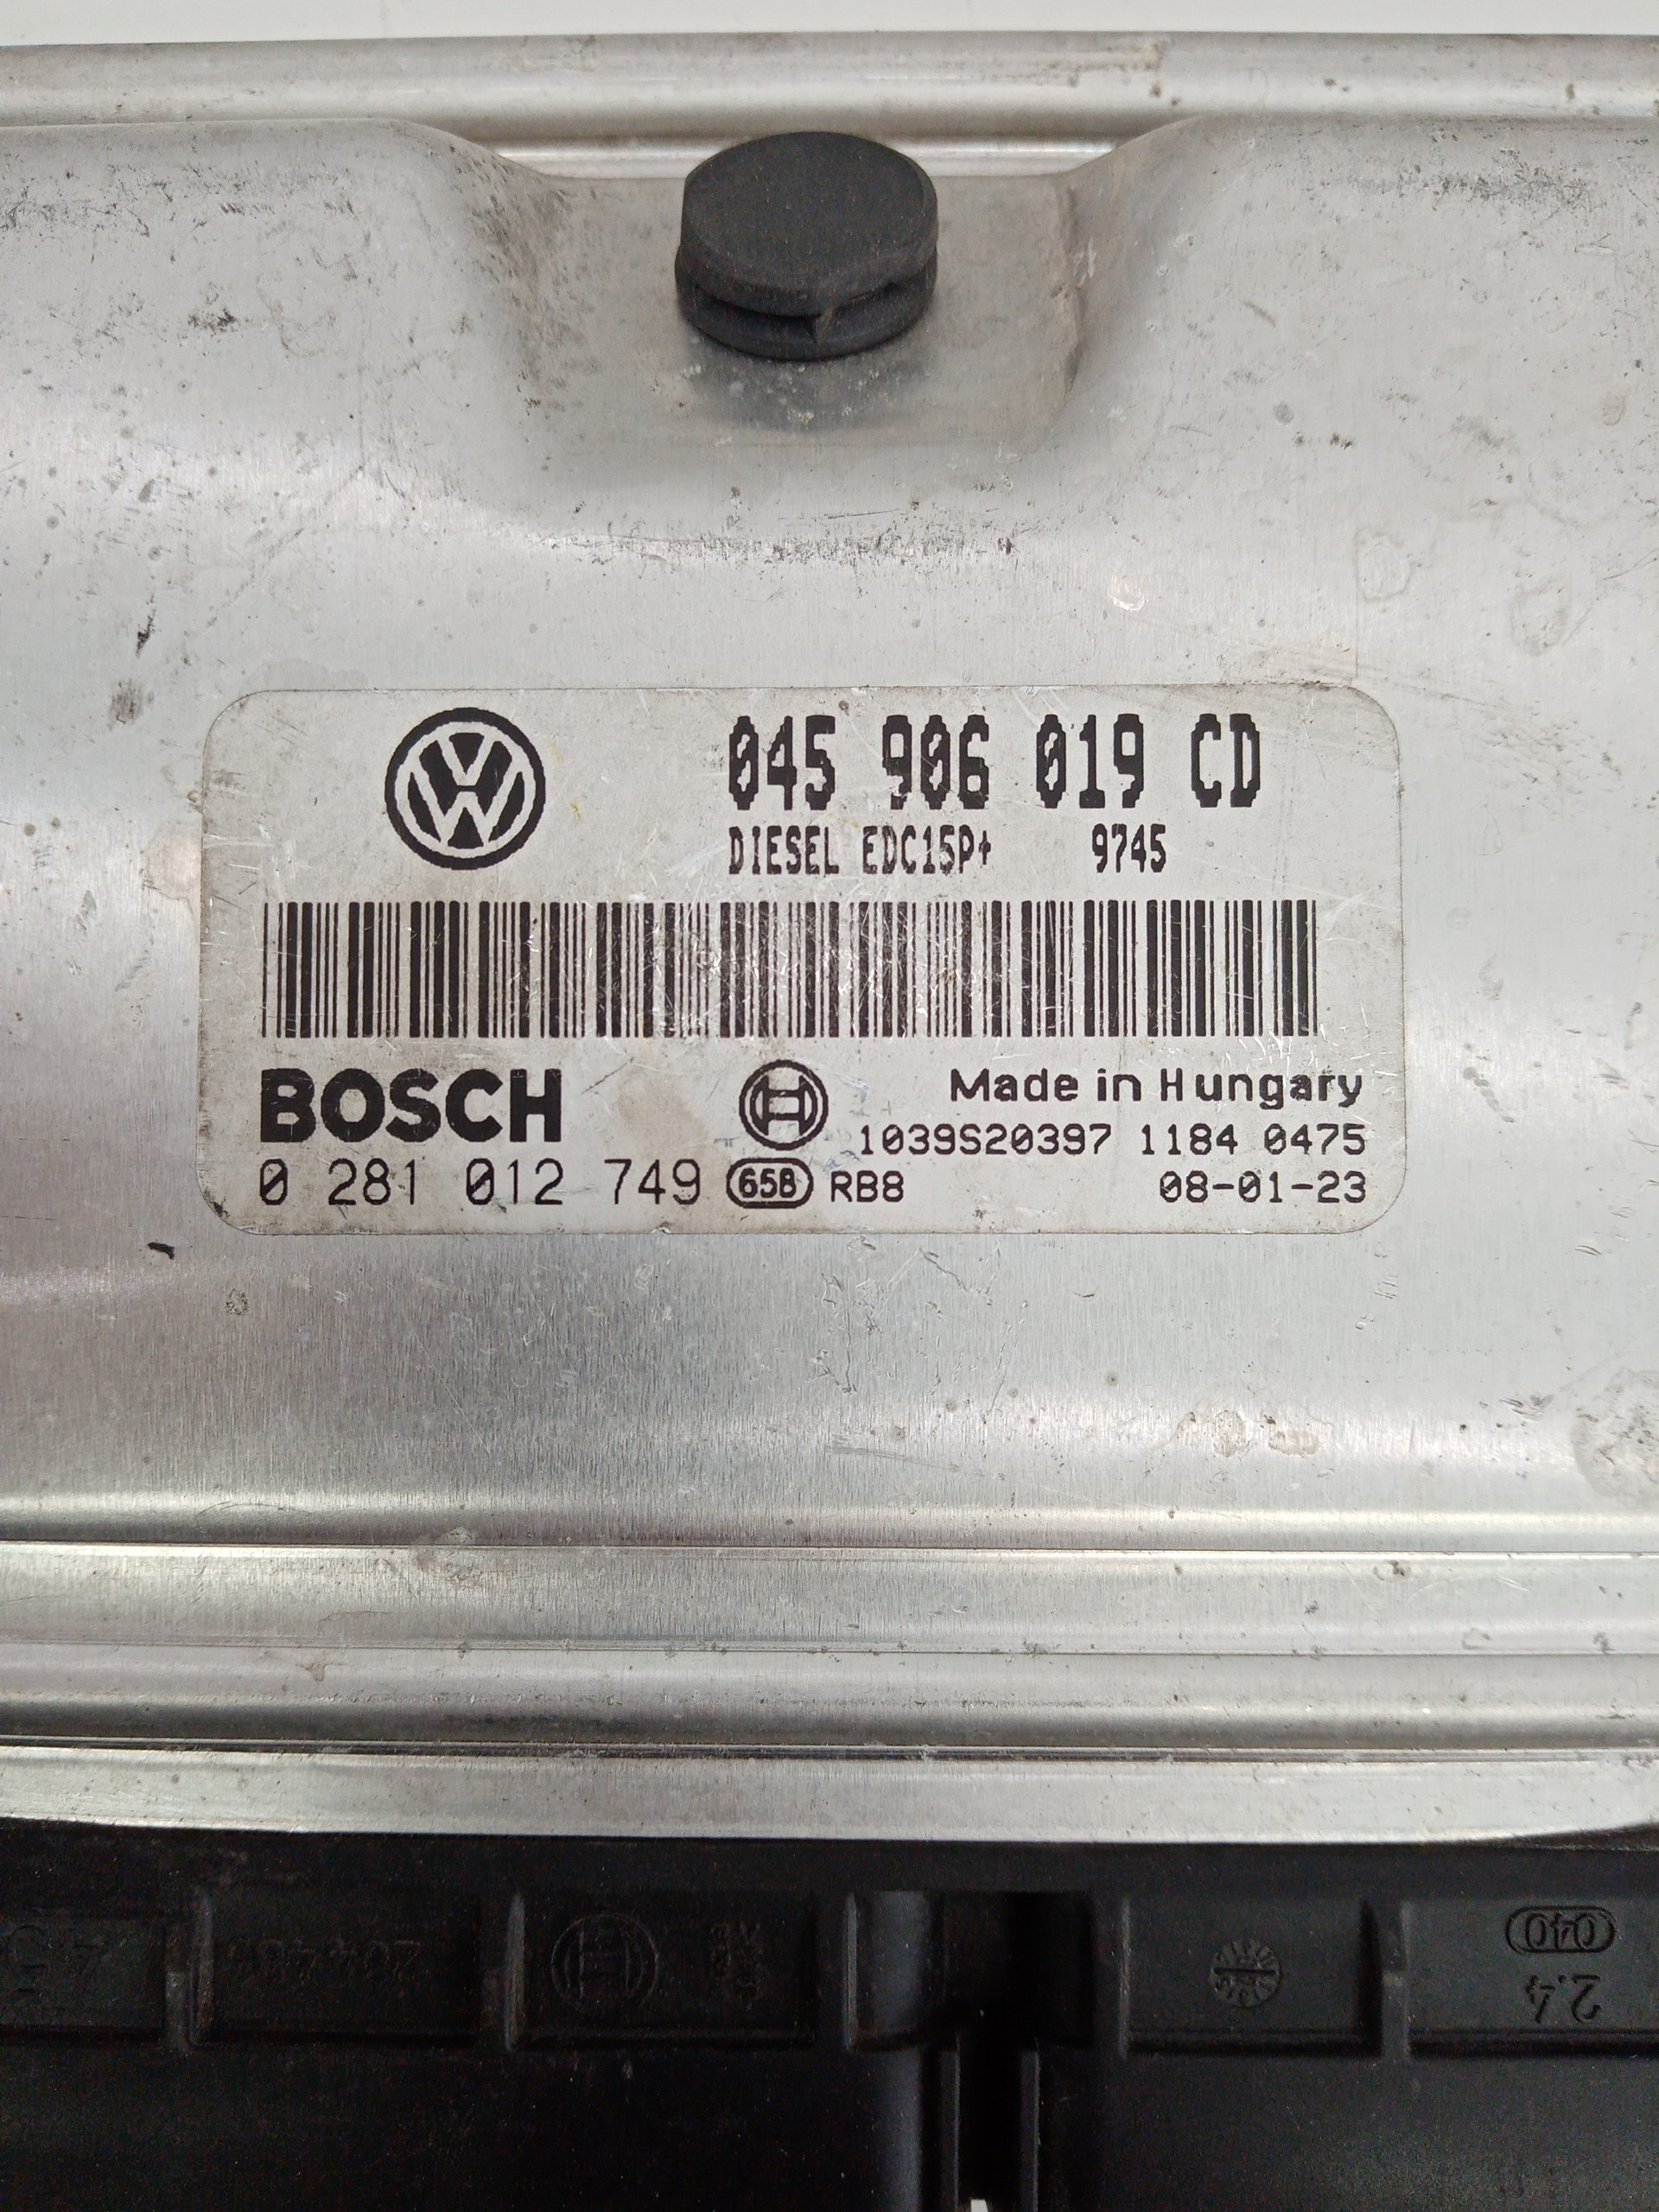 045 906 019 CD
DIESEL EDC15P+ 9745
BOSCH
Made in Hungary
1039S20397 1184 0475
0 281 012 749 65B RB8 08-01-23
040
2.4